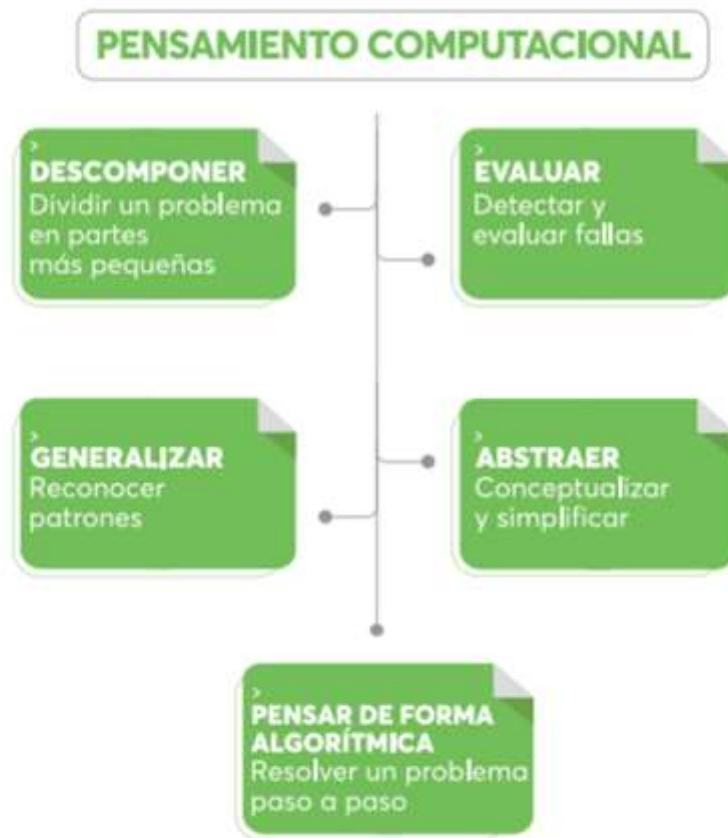 PENSAMIENTO COMPUTACIONAL
>
DESCOMPONER
Dividir un problema
en partes
más pequeñas
>
EVALUAR
Detectar y
evaluar fallas
>
GENERALIZAR
Reconocer
patrones
>
ABSTRAER
Conceptualizar
y simplificar
>
PENSAR DE FORMA
ALGORÍTMICA
Resolver un problema
paso a paso